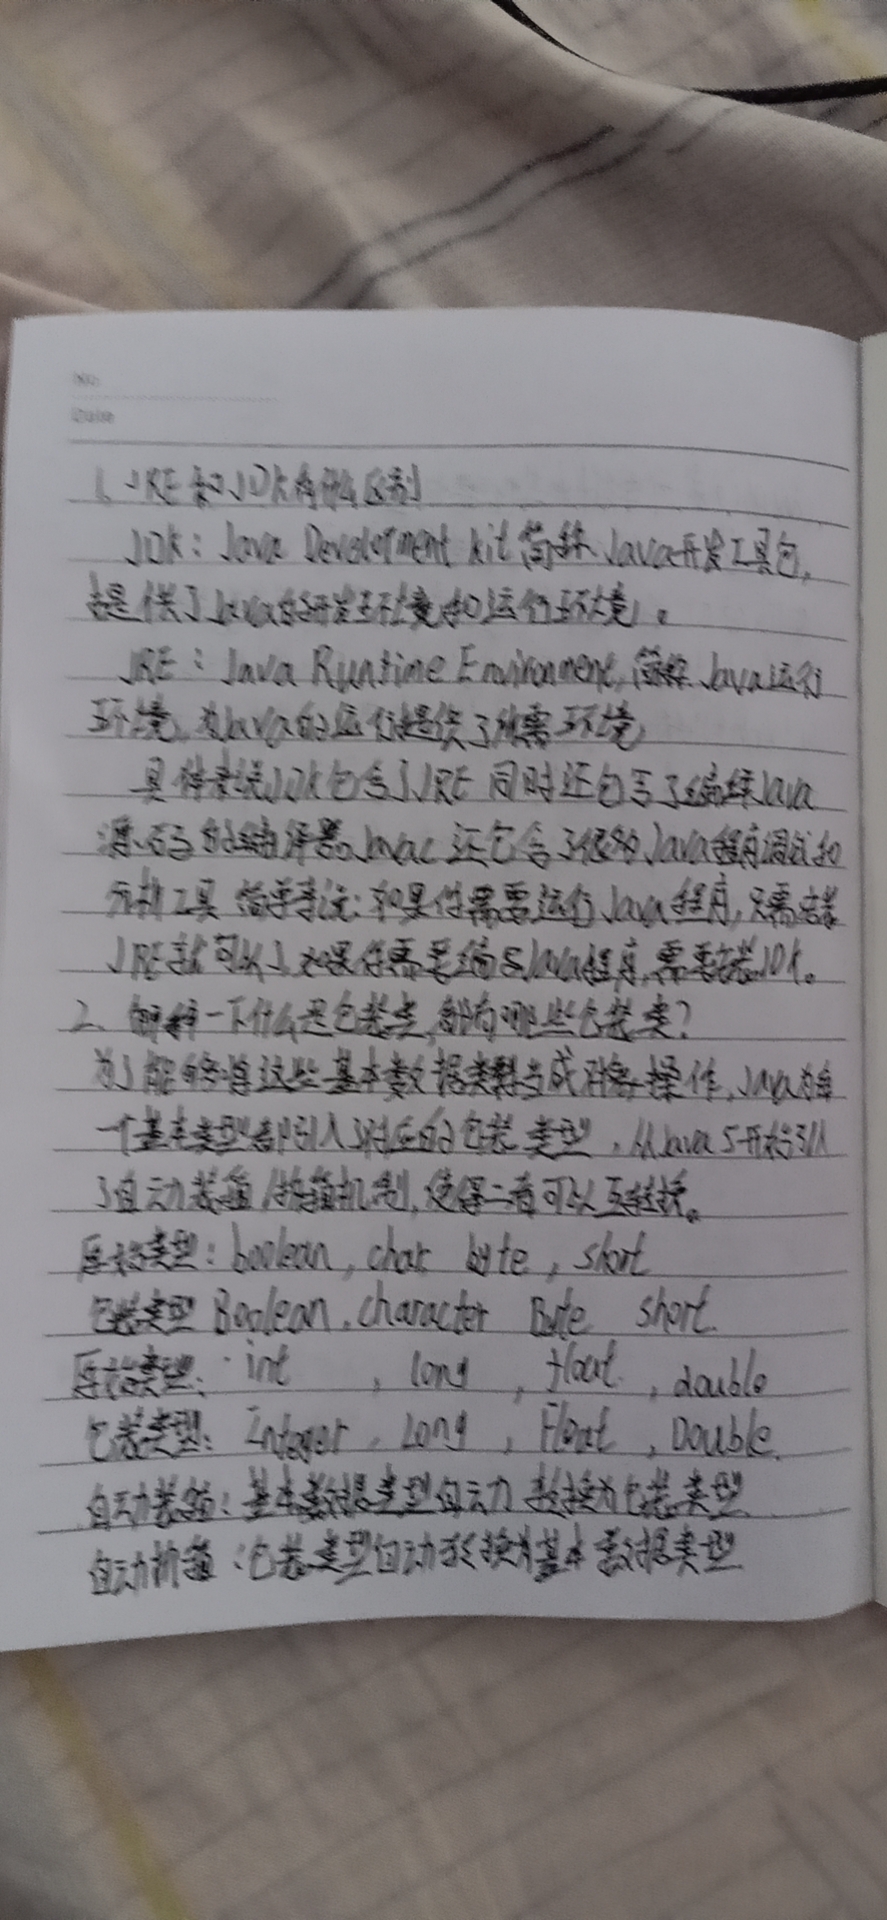 No.
Date
1. JRE和JDK有什么区别
JDK: Java Development kit 简称 Java开发工具包,
提供了Java的开发环境和运行环境。
JRE: Java Runtime Environment, 简称 Java运行
环境, 为Java的运行提供了所需环境
具体来说JDK包含了JRE 同时还包含了编译Java
源码的编译器Javac 还包含了很多Java程序调试和
分析工具 简单来说: 如果你需要运行Java程序, 只需安装
JRE就可以了 如果你需要编写Java程序, 需要安装JDK。
2. 解释一下什么是包装类, 都有哪些包装类?
为了能够将这些基本数据类型当成对象操作, Java为每
一个基本类型都引入了对应的包装类型, 从Java 5开始引入
了自动装箱/拆箱机制, 使得二者可以互转换。
原始类型: boolean, char byte, short
包装类型 Boolean, character Byte short
原始类型: int , long , float , double
包装类型: Integer , Long , Float , Double
自动装箱: 基本数据类型自动转换为包装类型
自动拆箱: 包装类型自动转换为基本数据类型